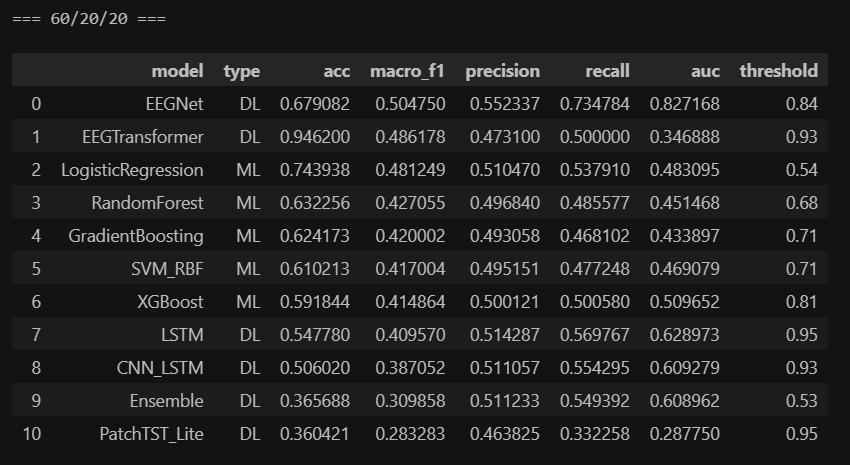 === 60/20/20 ===
model type acc macro_f1 precision recall auc threshold
0 EEGNet DL 0.679082 0.504750 0.552337 0.734784 0.827168 0.84
1 EEGTransformer DL 0.946200 0.486178 0.473100 0.500000 0.346888 0.93
2 LogisticRegression ML 0.743938 0.481249 0.510470 0.537910 0.483095 0.54
3 RandomForest ML 0.632256 0.427055 0.496840 0.485577 0.451468 0.68
4 GradientBoosting ML 0.624173 0.420002 0.493058 0.468102 0.433897 0.71
5 SVM_RBF ML 0.610213 0.417004 0.495151 0.477248 0.469079 0.71
6 XGBoost ML 0.591844 0.414864 0.500121 0.500580 0.509652 0.81
7 LSTM DL 0.547780 0.409570 0.514287 0.569767 0.628973 0.95
8 CNN_LSTM DL 0.506020 0.387052 0.511057 0.554295 0.609279 0.93
9 Ensemble DL 0.365688 0.309858 0.511233 0.549392 0.608962 0.53
10 PatchTST_Lite DL 0.360421 0.283283 0.463825 0.332258 0.287750 0.95